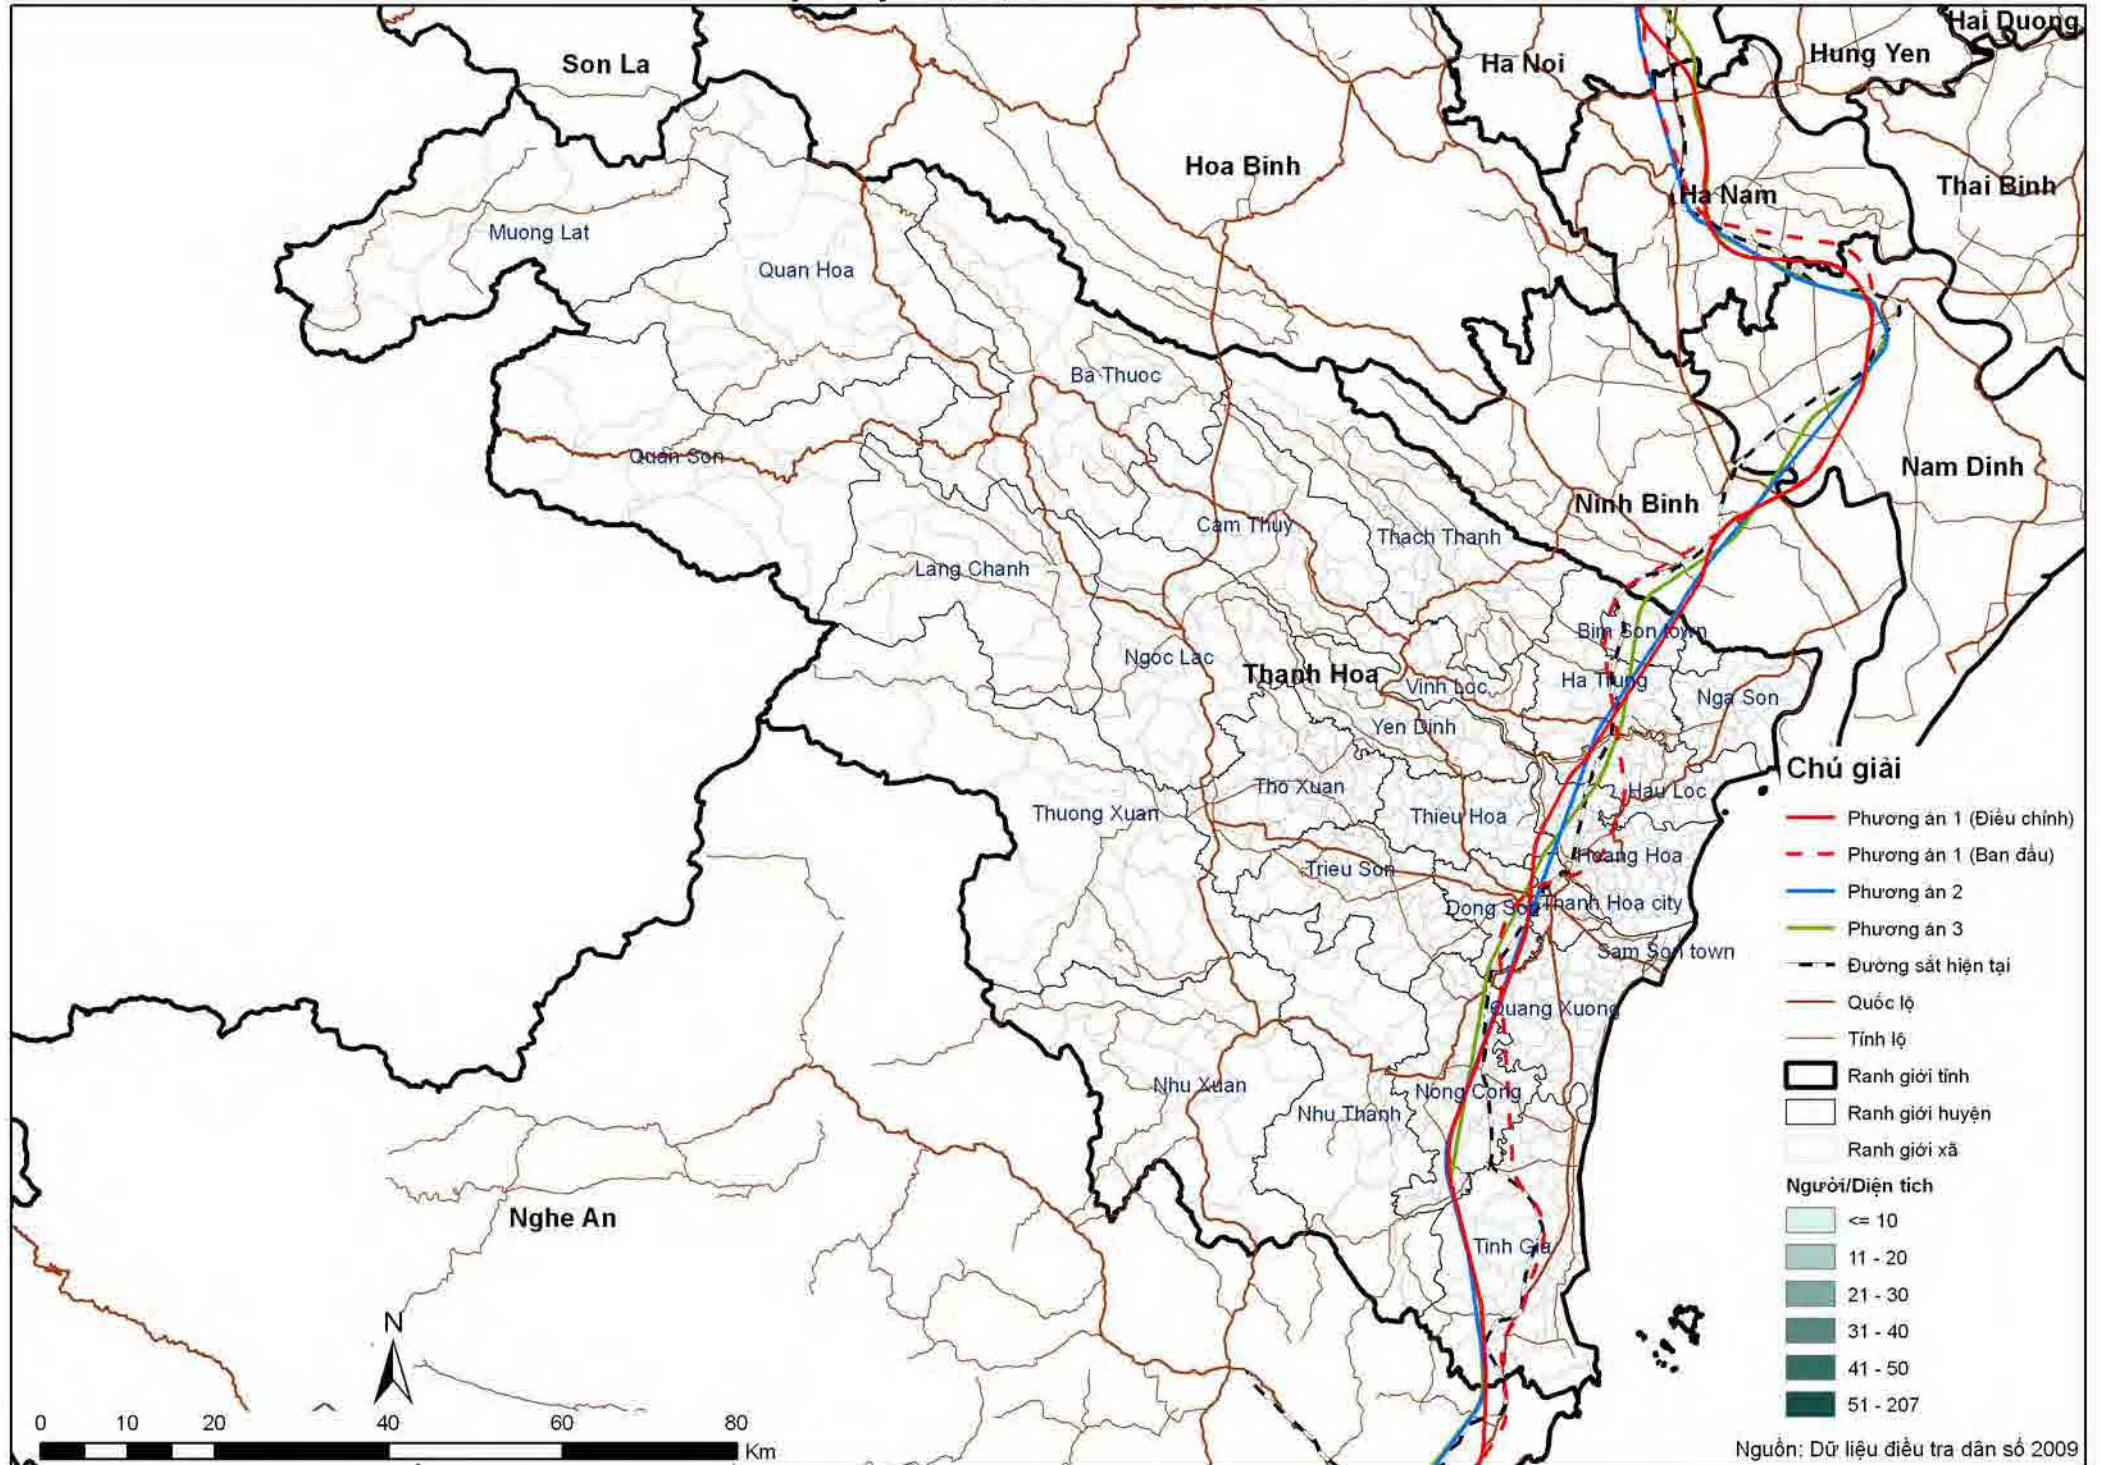 Hai Duong
Son La
Ha Noi
Hung Yen
Hoa Binh
Thai Binh
Ha Nam
Muong Lat
Quan Hoa
Ba Thuoc
Quan Son
Nam Dinh
Ninh Binh
Cam Thuy
Thach Thanh
Lang Chanh
Bim Son town
Ngoc Lac
Thanh Hoa
Vinh Loc
Ha Trung
Nga Son
Yen Dinh
Tho Xuan
Hau Loc
Thuong Xuan
Thieu Hoa
Hoang Hoa
Trieu Son
Dong Son
Thanh Hoa city
Sam Son town
Quang Xuong
Nhu Xuan
Nong Cong
Nhu Thanh
Nghe An
Tinh Gia
Chú giải
Phương án 1 (Điều chỉnh)
Phương án 1 (Ban đầu)
Phương án 2
Phương án 3
Đường sắt hiện tại
Quốc lộ
Tỉnh lộ
Ranh giới tỉnh
Ranh giới huyện
Ranh giới xã
Người/Diện tích
<= 10
11 - 20
21 - 30
31 - 40
41 - 50
51 - 207
N
0 10 20 40 60 80
Km
Nguồn: Dữ liệu điều tra dân số 2009